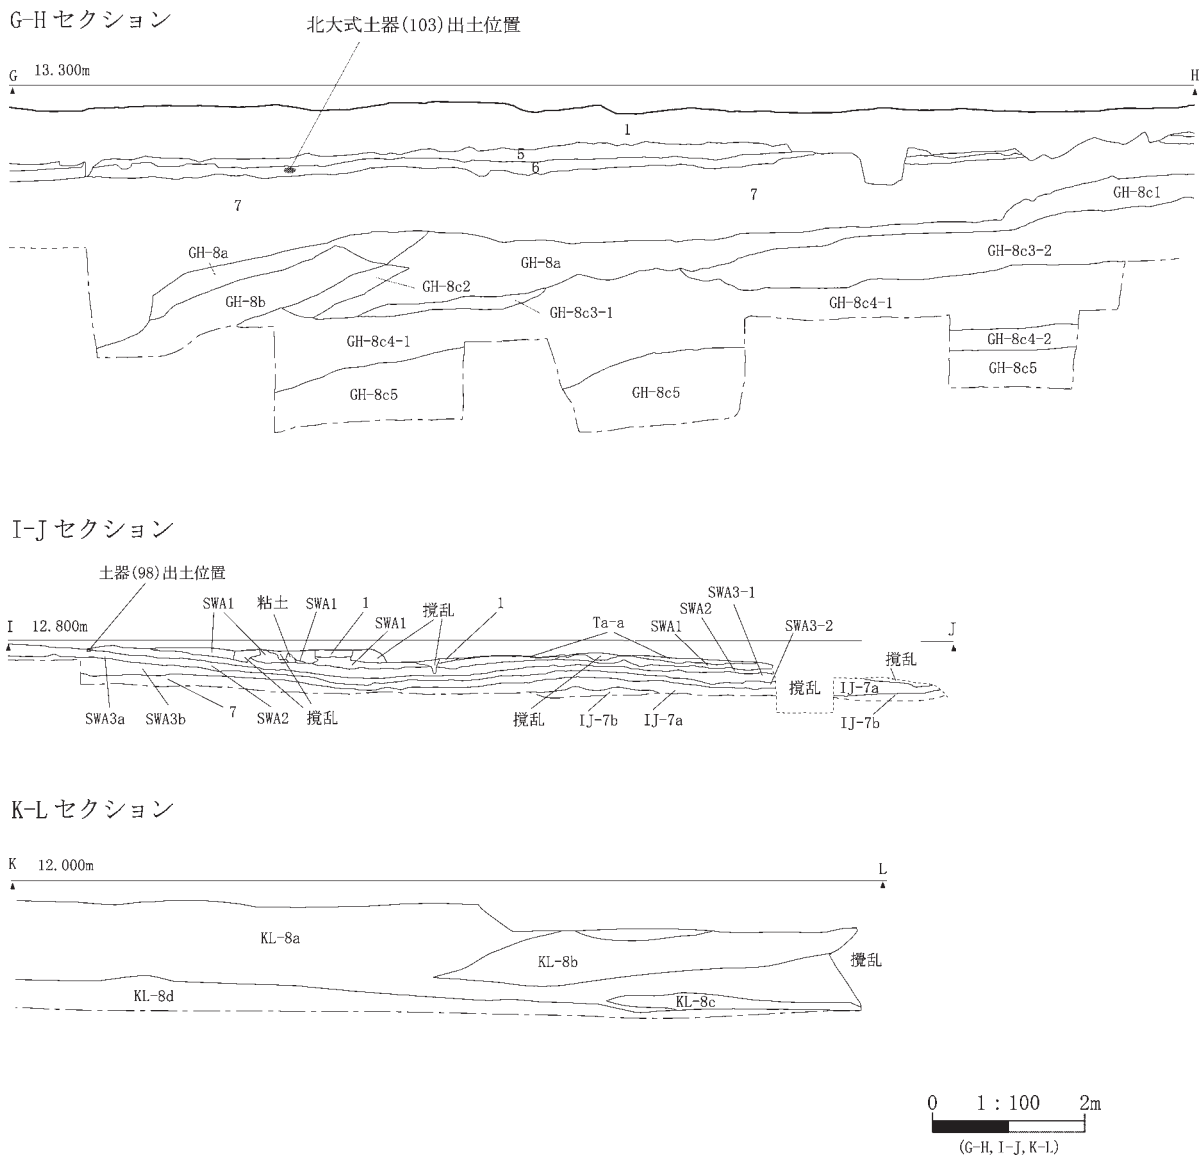 G-H セクション
北大式土器(103)出土位置
G 13.300m H
1
5
6
7 7
GH-8c1
GH-8a GH-8a GH-8c3-2
GH-8b GH-8c2
GH-8c3-1 GH-8c4-1
GH-8c4-1 GH-8c4-2
GH-8c5 GH-8c5 GH-8c5
I-J セクション
土器(98)出土位置
SWA1 粘土 SWA1 1 SWA1 撹乱 1 Ta-a SWA1 SWA2 SWA3-1 SWA3-2
I 12.800m J
撹乱
撹乱 IJ-7a
SWA3a SWA3b 7 SWA2 撹乱 撹乱 IJ-7b IJ-7a IJ-7b
K-L セクション
K 12.000m L
KL-8a
KL-8b 攪乱
KL-8d KL-8c
0 1:100 2m
(G-H, I-J, K-L)